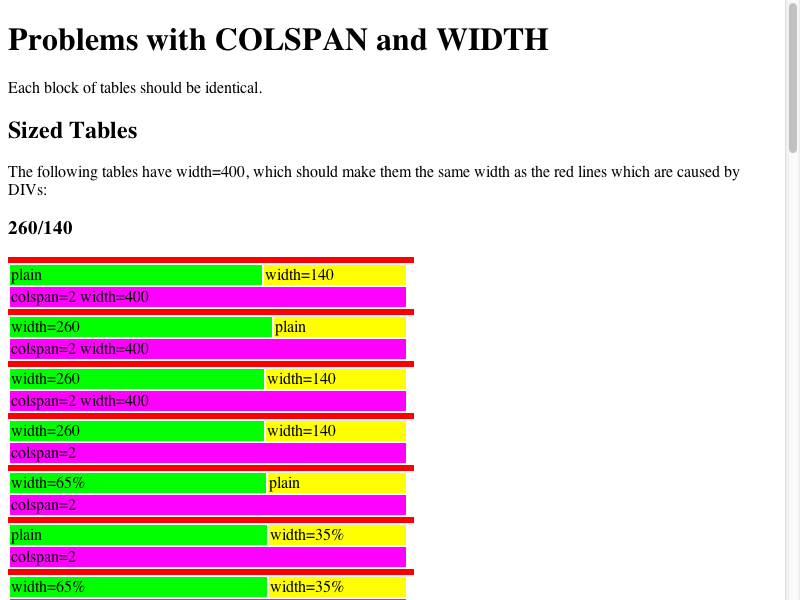 Problems with COLSPAN and WIDTH
Each block of tables should be identical.
Sized Tables
The following tables have width=400, which should make them the same width as the red lines which are caused by
DIVs:
260/140
plain width=140
colspan=2 width=400
width=260 plain
colspan=2 width=400
width=260 width=140
colspan=2 width=400
width=260 width=140
colspan=2
width=65% plain
colspan=2
plain width=35%
colspan=2
width=65% width=35%